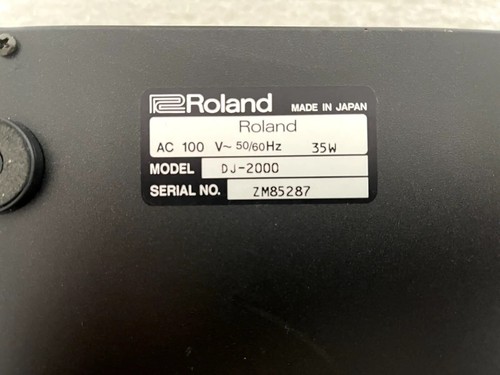 Roland MADE IN JAPAN
Roland
AC 100 V~ 50/60Hz 35W
MODEL DJ-2000
SERIAL NO. ZM85287